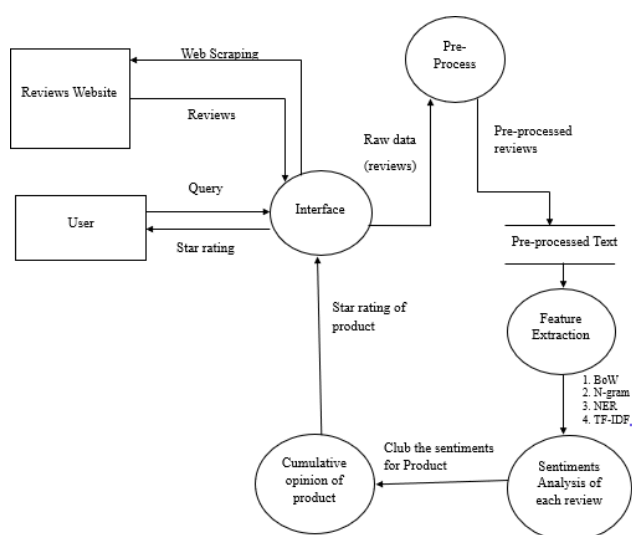 Web Scraping
Pre-
Process
Reviews Website
Reviews
Raw data
(reviews)
Pre-processed
reviews
Query
Interface
User
Star rating
Pre-processed Text
Star rating of
product
Feature
Extraction
1. BoW
2. N-gram
3. NER
4. TF-IDF.
Club the sentiments
for Product
Cumulative
opinion of
product
Sentiments
Analysis of
each review